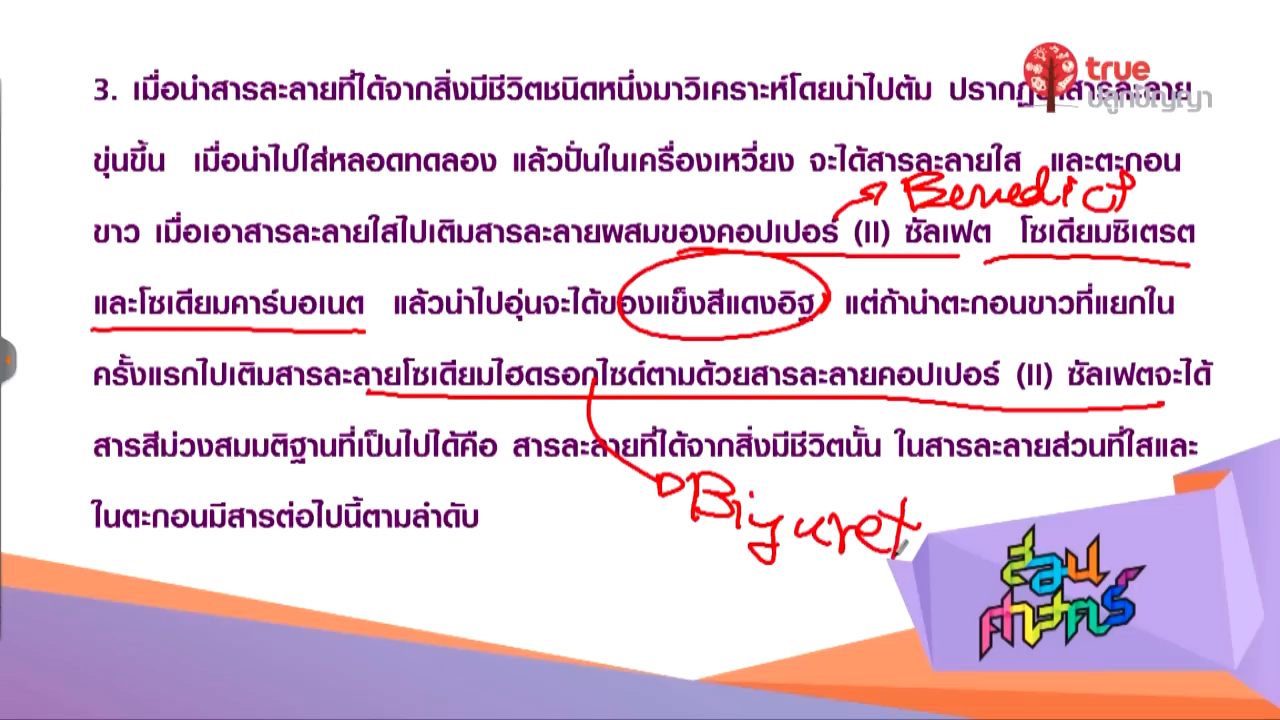 true
ปลูกปัญญา
3. เมื่อนำสารละลายที่ได้จากสิ่งมีชีวิตชนิดหนึ่งมาวิเคราะห์โดยนำไปต้ม ปรากฏว่าสารละลาย
ขุ่นขึ้น เมื่อนำไปใส่หลอดทดลอง แล้วปั่นในเครื่องเหวี่ยง จะได้สารละลายใส และตะกอน
Benedict
ขาว เมื่อเอาสารละลายใสไปเติมสารละลายผสมของคอปเปอร์ (II) ซัลเฟต โซเดียมซิเตรต
และโซเดียมคาร์บอเนต แล้วนำไปอุ่นจะได้ของแข็งสีแดงอิฐ แต่ถ้านำตะกอนขาวที่แยกใน
ครั้งแรกไปเติมสารละลายโซเดียมไฮดรอกไซด์ตามด้วยสารละลายคอปเปอร์ (II) ซัลเฟตจะได้
สารสีม่วงสมมติฐานที่เป็นไปได้คือ สารละลายที่ได้จากสิ่งมีชีวิตนั้น ในสารละลายส่วนที่ใสและ
ในตะกอนมีสารต่อไปนี้ตามลำดับ
Biyuret
สอน
ศาสตร์